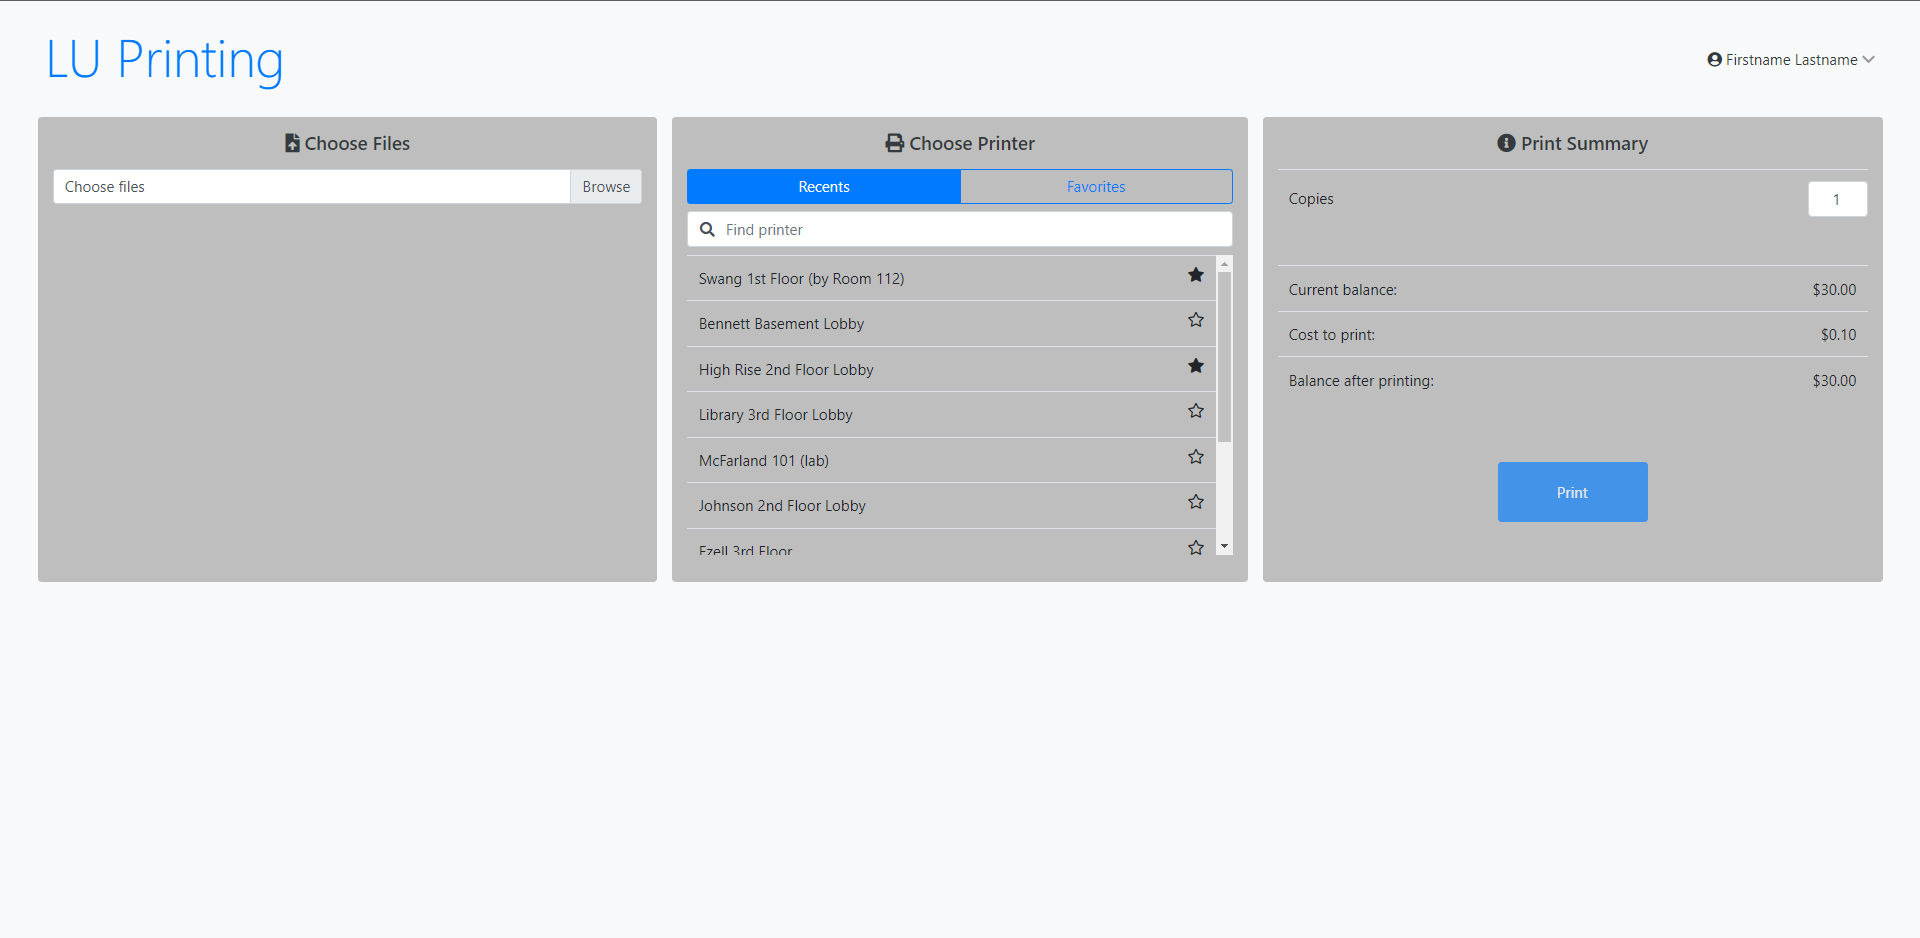 LU Printing
Firstname Lastname
Choose Files
Choose files
Browse
Choose Printer
Recents
Favorites
Find printer
Swang 1st Floor (by Room 112)
Bennett Basement Lobby
High Rise 2nd Floor Lobby
Library 3rd Floor Lobby
McFarland 101 (lab)
Johnson 2nd Floor Lobby
Ezell 3rd Floor
Print Summary
Copies 1
Current balance: $30.00
Cost to print: $0.10
Balance after printing: $30.00
Print